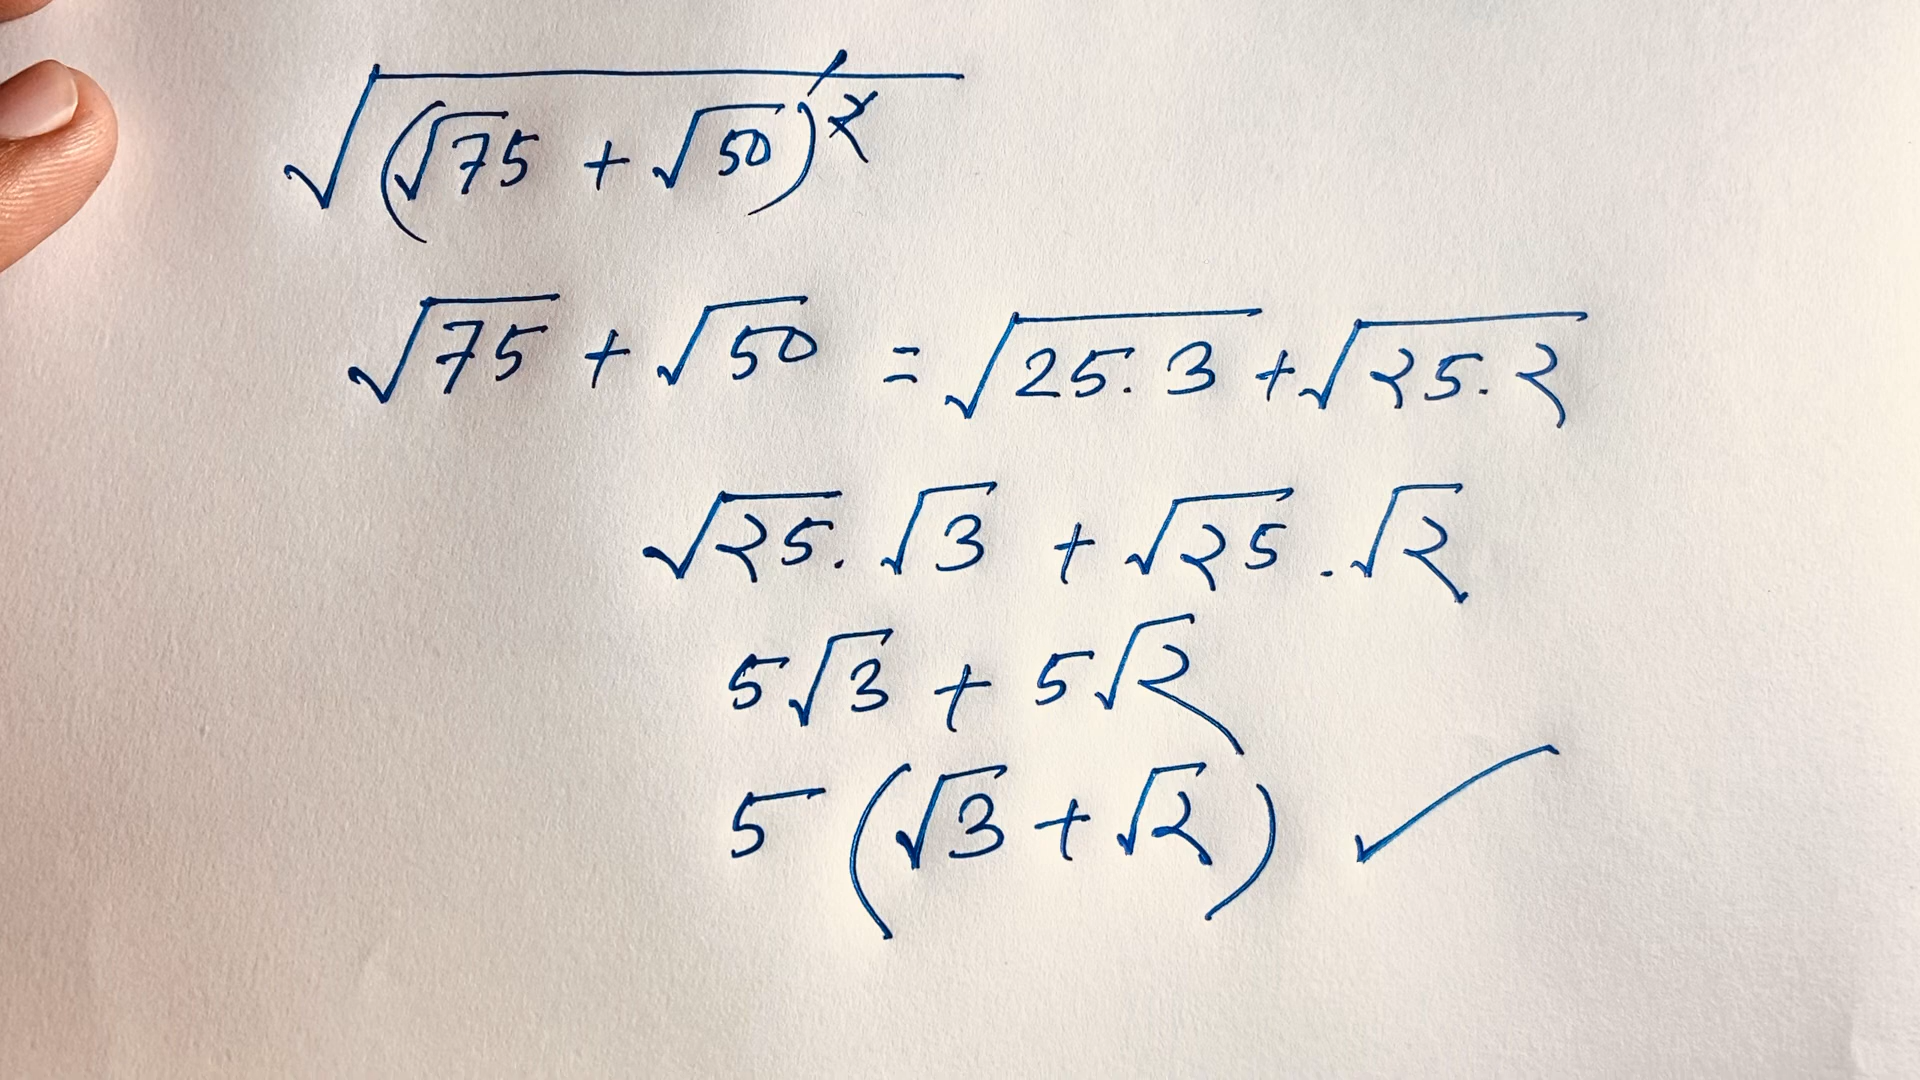 √((√75 + √50)²)
√75 + √50 = √25.3 + √25.2
√25. √3 + √25 . √2
5√3 + 5√2
5 (√3 + √2) ✓